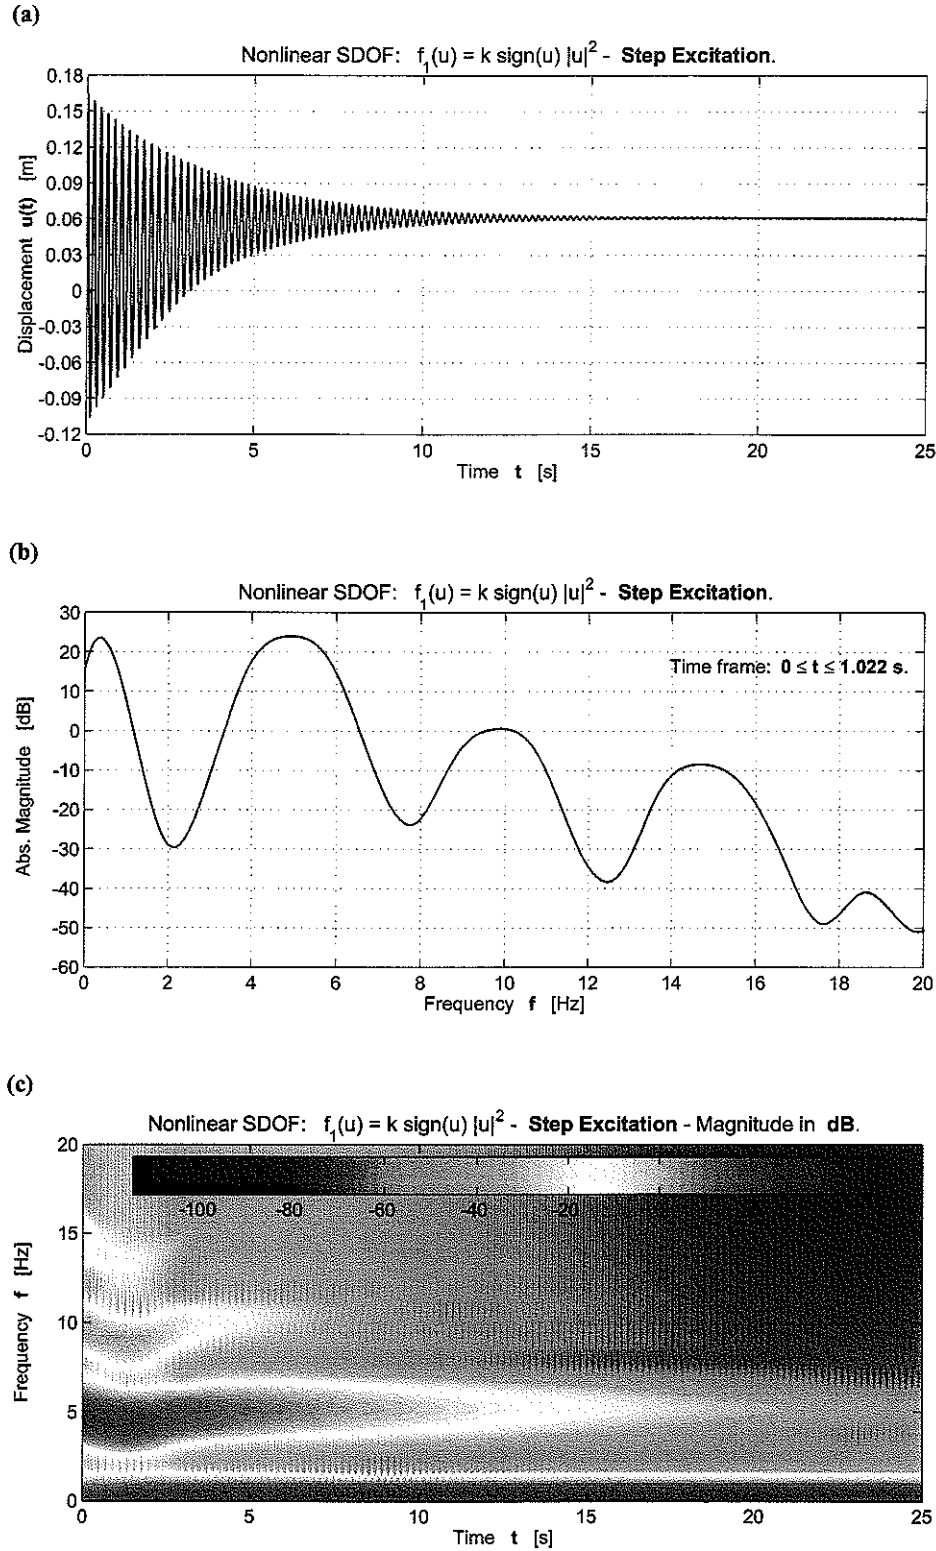 (a)
Nonlinear SDOF: f₁(u) = k sign(u) |u|² - Step Excitation.
Displacement u(t) [m]
0.18
0.15
0.12
0.09
0.06
0.03
0
-0.03
-0.06
-0.09
-0.12
0 5 10 15 20 25
Time t [s]
(b)
Nonlinear SDOF: f₁(u) = k sign(u) |u|² - Step Excitation.
Time frame: 0 ≤ t ≤ 1.022 s.
Abs. Magnitude [dB]
30
20
10
0
-10
-20
-30
-40
-50
-60
0 2 4 6 8 10 12 14 16 18 20
Frequency f [Hz]
(c)
Nonlinear SDOF: f₁(u) = k sign(u) |u|² - Step Excitation - Magnitude in dB.
-100 -80 -60 -40 -20
Frequency f [Hz]
20
15
10
5
0
0 5 10 15 20 25
Time t [s]